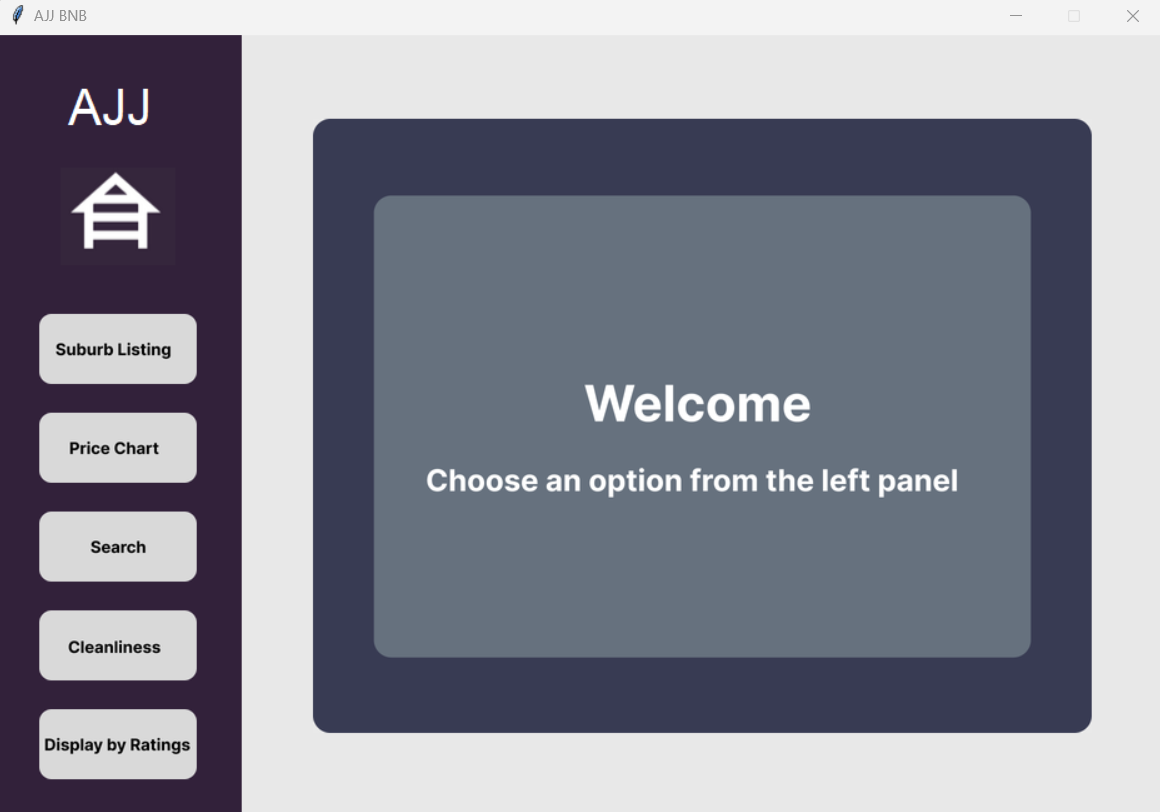 AJJ BNB
AJJ
Suburb Listing
Price Chart
Search
Cleanliness
Display by Ratings
Welcome
Choose an option from the left panel